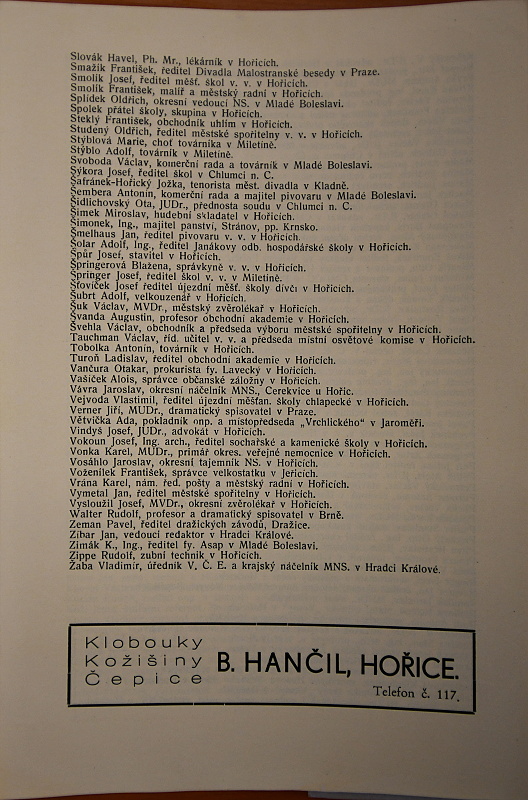 Slovák Havel, Ph. Mr., lékárník v Hořicích.
Smažík František, ředitel Divadla Malostranské besedy v Praze.
Smolík Josef, ředitel měšť. škol v. v. v Hořicích.
Smolík František, malíř a městský radní v Hořicích.
Splídek Oldřich, okresní vedoucí NS. v Mladé Boleslavi.
Spolek přátel školy, skupina v Hořicích.
Steklý František, obchodník uhlím v Hořicích.
Studený Oldřich, ředitel městské spořitelny v. v. v Hořicích.
Stýblová Marie, choť továrníka v Miletíně.
Stýblo Adolf, továrník v Miletíně.
Svoboda Václav, komerční rada a továrník v Mladé Boleslavi.
Sýkora Josef, ředitel škol v Chlumci n. C.
Šafránek-Hořický Jožka, tenorista měst. divadla v Kladně.
Šembera Antonín, komerční rada a majitel pivovaru v Mladé Boleslavi.
Šidlichovský Ota, JUDr., přednosta soudu v Chlumci n. C.
Šimek Miroslav, hudební skladatel v Hořicích.
Šimonek, Ing., majitel panství, Stránov, pp. Krnsko.
Šmelhaus Jan, ředitel pivovaru v. v. v Hořicích.
Šolar Adolf, Ing., ředitel Janákovy odb. hospodářské školy v Hořicích.
Špůr Josef, stavitel v Hořicích.
Špringerová Blažena, správkyně v. v. v Hořicích.
Špringer Josef, ředitel škol v. v. v Miletíně.
Šťovíček Josef ředitel újezdní měšť. školy dívčí v Hořicích.
Šubrt Adolf, velkouzenář v Hořicích.
Šuk Václav, MVDr., městský zvěrolékař v Hořicích.
Švanda Augustin, profesor obchodní akademie v Hořicích.
Švehla Václav, obchodník a předseda výboru městské spořitelny v Hořicích.
Tauchman Václav, říd. učitel v. v. a předseda místní osvětové komise v Hořicích.
Tobolka Antonín, továrník v Hořicích.
Turoň Ladislav, ředitel obchodní akademie v Hořicích.
Vančura Otakar, prokurista fy. Lavecký v Hořicích.
Vašíček Alois, správce občanské záložny v Hořicích.
Vávra Jaroslav, okresní náčelník MNS., Cerekvice u Hořic.
Vejvoda Vlastimil, ředitel újezdní měšťan. školy chlapecké v Hořicích.
Verner Jiří, MUDr., dramatický spisovatel v Praze.
Větvička Ada, pokladník onp. a místopředseda „Vrchlického“ v Jaroměři.
Vindyš Josef, JUDr., advokát v Hořicích.
Vokoun Josef, Ing. arch., ředitel sochařské a kamenické školy v Hořicích.
Vonka Karel, MUDr., primář okres. veřejné nemocnice v Hořicích.
Vosáhlo Jaroslav, okresní tajemník NS. v Hořicích.
Voženílek František, správce velkostatku v Jeřicích.
Vrána Karel, nám. řed. pošty a městský radní v Hořicích.
Vymetal Jan, ředitel městské spořitelny v Hořicích.
Vysloužil Josef, MVDr., okresní zvěrolékař v Hořicích.
Walter Rudolf, profesor a dramatický spisovatel v Brně.
Zeman Pavel, ředitel dražických závodů, Dražice.
Zíbar Jan, vedoucí redaktor v Hradci Králové.
Zimák K., Ing., ředitel fy. Asap v Mladé Boleslavi.
Zippe Rudolf, zubní technik v Hořicích.
Žaba Vladimír, úředník V. Č. E. a krajský náčelník MNS. v Hradci Králové.
Klobouky
Kožišiny
Čepice
B. HANČIL, HOŘICE.
Telefon č. 117.